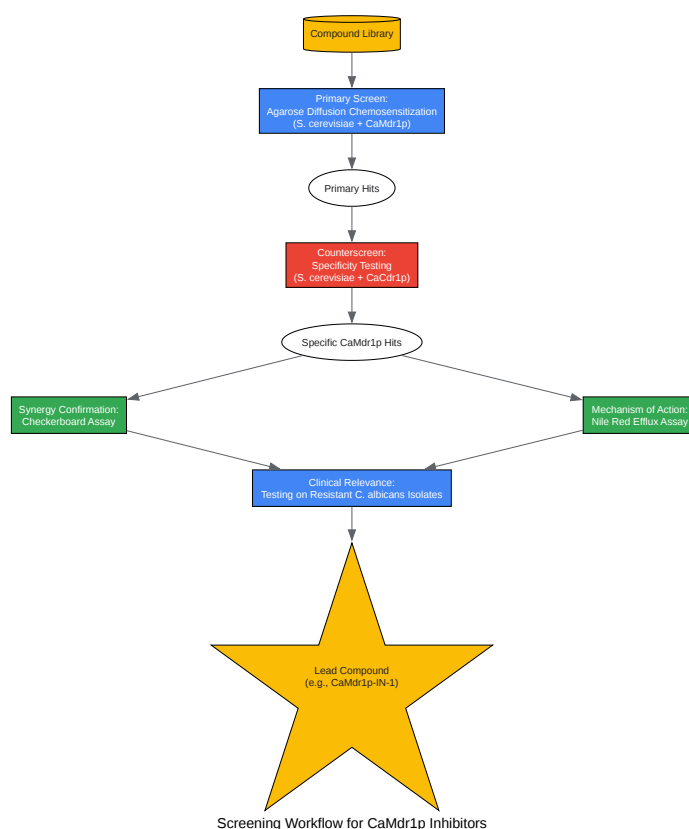 Compound Library
Primary Screen:
Agarose Diffusion Chemosensitization
(S. cerevisiae + CaMdr1p)
Primary Hits
Counterscreen:
Specificity Testing
(S. cerevisiae + CaCdr1p)
Specific CaMdr1p Hits
Synergy Confirmation:
Checkerboard Assay
Mechanism of Action:
Nile Red Efflux Assay
Clinical Relevance:
Testing on Resistant C. albicans Isolates
Lead Compound
(e.g., CaMdr1p-IN-1)
Screening Workflow for CaMdr1p Inhibitors